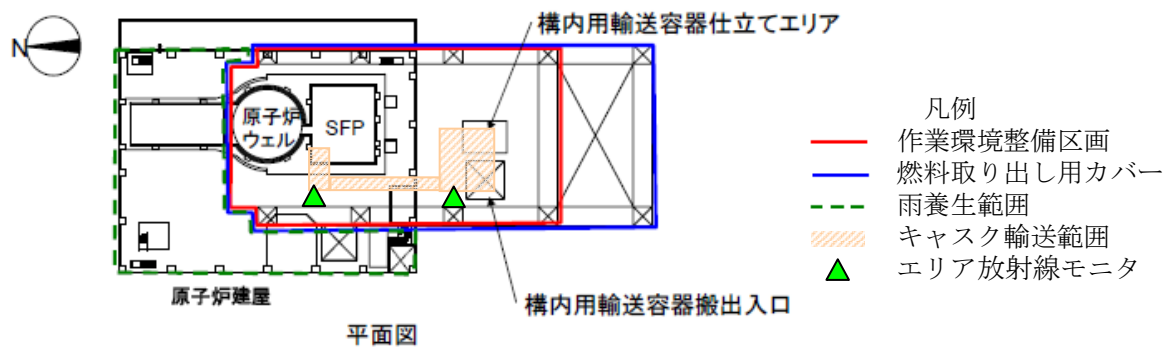 構内用輸送容器仕立てエリア
N
原子炉
ウェル
SFP
凡例
作業環境整備区画
燃料取り出し用カバー
雨養生範囲
キャスク輸送範囲
エリア放射線モニタ
原子炉建屋
構内用輸送容器搬出入口
平面図